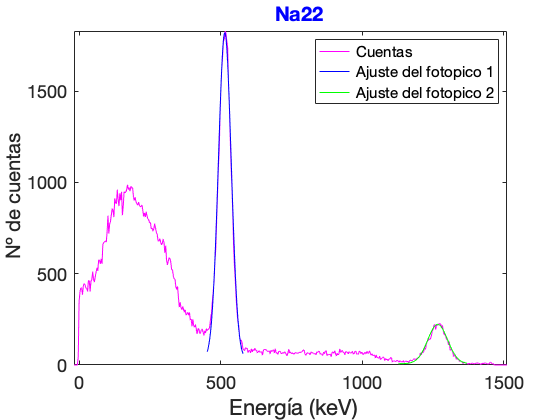 Na22
Cuentas
Ajuste del fotopico 1
Ajuste del fotopico 2
Nº de cuentas
1500
1000
500
0
0
500
1000
1500
Energía (keV)